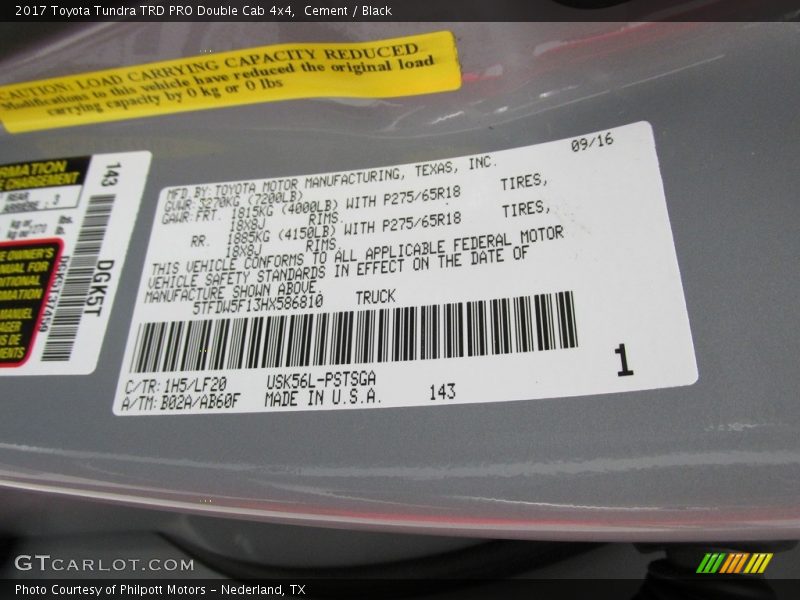 2017 Toyota Tundra TRD PRO Double Cab 4x4,  Cement / Black
CAUTION: LOAD CARRYING CAPACITY REDUCED
Modifications to this vehicle have reduced the original load
carrying capacity by 0 kg or 0 lbs
09/16
MFD BY: TOYOTA MOTOR MANUFACTURING, TEXAS, INC.
GVWR: 3270KG (7200LB)
GAWR: FRT. 1815KG (4000LB) WITH P275/65R18 TIRES,
18X8J RIMS.
RR. 1885KG (4150LB) WITH P275/65R18 TIRES,
18X8J RIMS.
THIS VEHICLE CONFORMS TO ALL APPLICABLE FEDERAL MOTOR
VEHICLE SAFETY STANDARDS IN EFFECT ON THE DATE OF
MANUFACTURE SHOWN ABOVE.
5TFDW5F13HX586810 TRUCK
C/TR: 1H5/LF20 USK56L-PSTSGA
A/TM: B02A/AB60F MADE IN U.S.A. 143
1
143
DGK5T
REAR
3
GTCARLOT.COM
Photo Courtesy of Philpott Motors - Nederland, TX